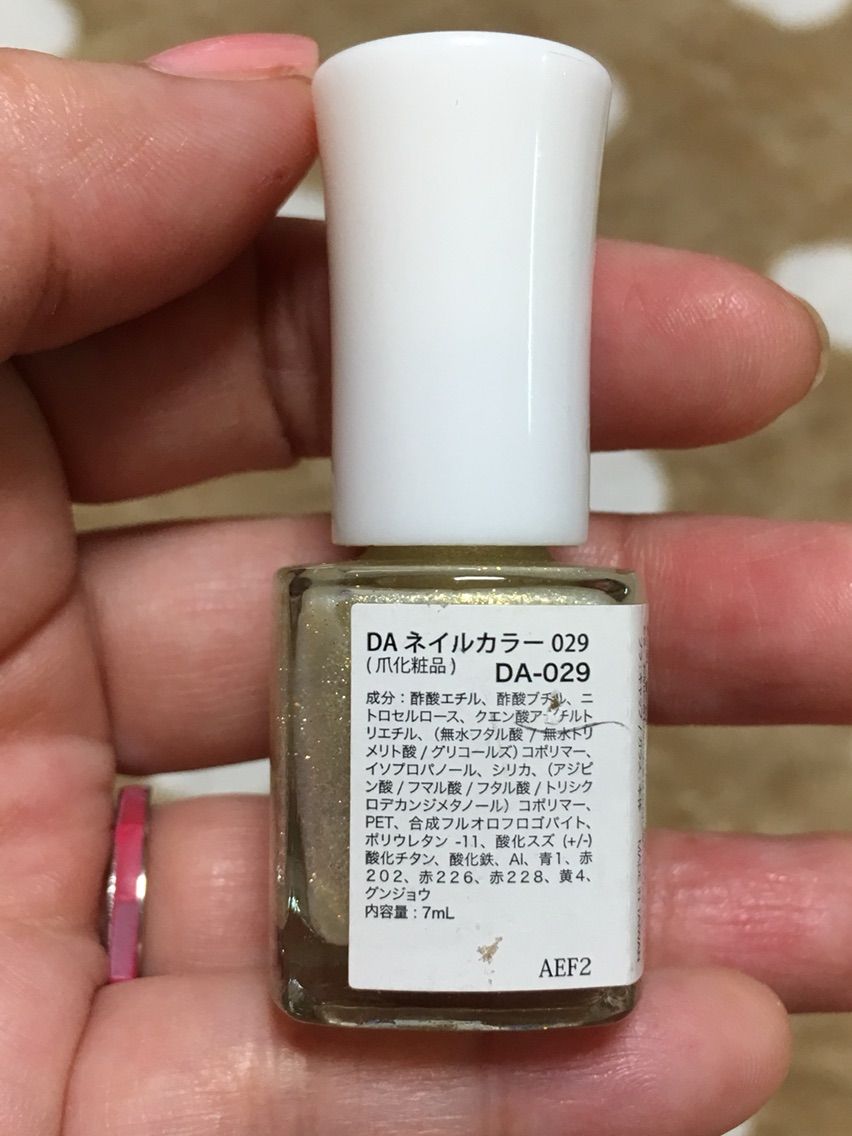 DA ネイルカラー 029
(爪化粧品) DA-029
成分：酢酸エチル、酢酸ブチル、ニ
トロセルロース、クエン酸アセチルト
リエチル、（無水フタル酸 / 無水トリ
メリト酸 / グリコールズ) コポリマー、
イソプロパノール、シリカ、（アジピ
ン酸 / フマル酸 / フタル酸 / トリシク
ロデカンジメタノール）コポリマー、
PET、合成フルオロフロゴパイト、
ポリウレタン -11、酸化スズ (+/-)
酸化チタン、酸化鉄、Al、青1、赤
202、赤226、赤228、黄4、
グンジョウ
内容量：7mL
AEF2